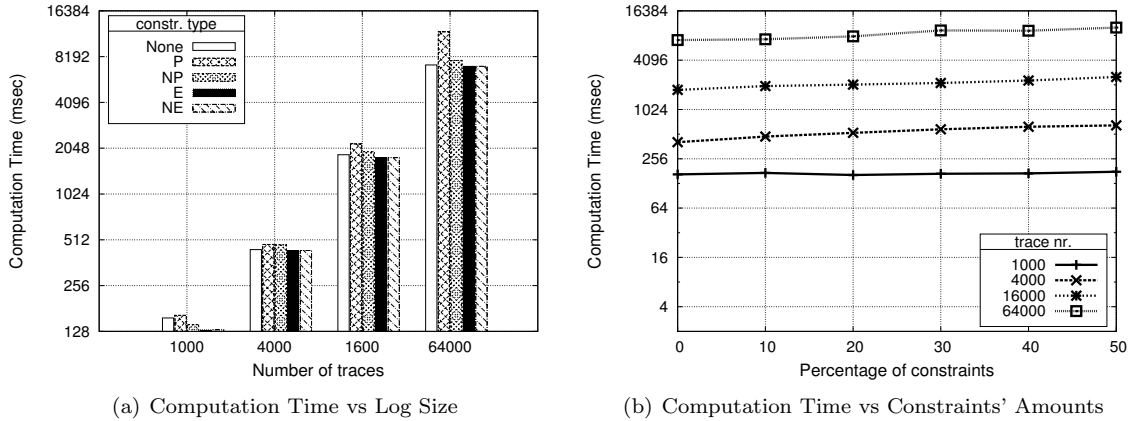 16384
8192
4096
2048
1024
512
256
128
Computation Time (msec)
constr. type
None
P
NP
E
NE
1000
4000
1600
64000
Number of traces
(a) Computation Time vs Log Size
16384
4096
1024
256
64
16
4
Computation Time (msec)
trace nr.
1000
4000
16000
64000
0
10
20
30
40
50
Percentage of constraints
(b) Computation Time vs Constraints' Amounts